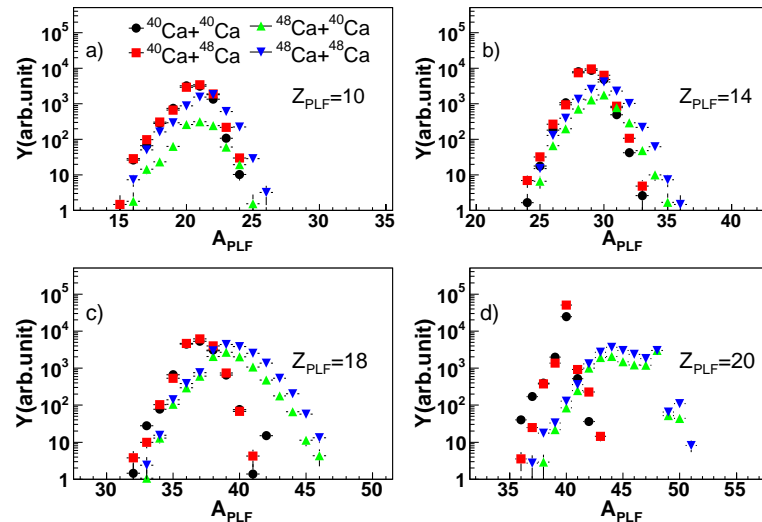 a) ⁴⁰Ca+⁴⁰Ca ⁴⁸Ca+⁴⁰Ca
⁴⁰Ca+⁴⁸Ca ⁴⁸Ca+⁴⁸Ca
Z_PLF=10
Y(arb.unit)
10⁵
10⁴
10³
10²
10
1
15 20 25 30 35
A_PLF
b)
Z_PLF=14
Y(arb.unit)
10⁵
10⁴
10³
10²
10
1
20 25 30 35 40
A_PLF
c)
Z_PLF=18
Y(arb.unit)
10⁵
10⁴
10³
10²
10
1
30 35 40 45 50
A_PLF
d)
Z_PLF=20
Y(arb.unit)
10⁵
10⁴
10³
10²
10
1
35 40 45 50
A_PLF